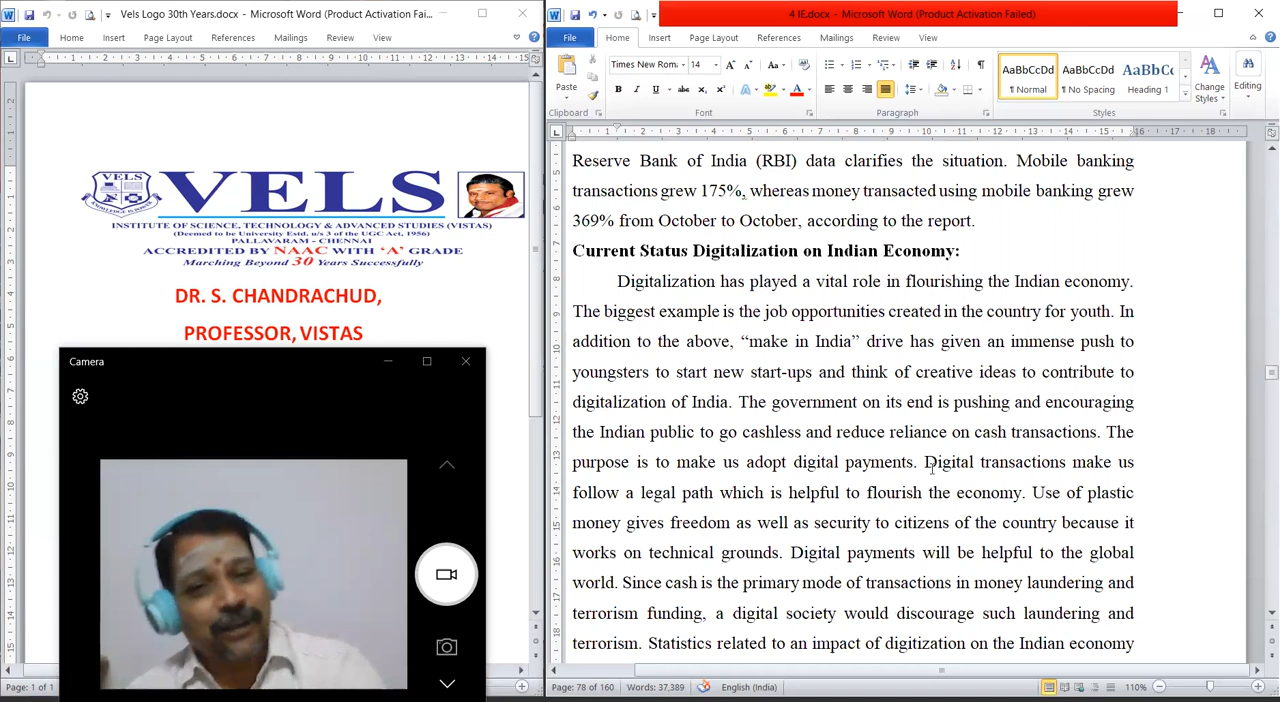 Vels Logo 30th Years.docx - Microsoft Word (Product Activation Fai...
File Home Insert Page Layout References Mailings Review View
VELS
VELS
INSTITUTE OF SCIENCE, TECHNOLOGY & ADVANCED STUDIES (VISTAS)
(Deemed to be University Estd. u/s 3 of the UGC Act, 1956)
PALLAVARAM - CHENNAI
ACCREDITED BY NAAC WITH ‘A’ GRADE
Marching Beyond 30 Years Successfully
DR. S. CHANDRACHUD,
PROFESSOR, VISTAS
Camera
Page: 1 of 1
4 IE.docx - Microsoft Word (Product Activation Failed)
File Home Insert Page Layout References Mailings Review View
Paste
Clipboard
Times New Rom 14
Font
Paragraph
AaBbCcDd AaBbCcDd AaBbCc
¶ Normal ¶ No Spacing Heading 1
Change Styles
Styles
Editing
Reserve Bank of India (RBI) data clarifies the situation. Mobile banking
transactions grew 175%, whereas money transacted using mobile banking grew
369% from October to October, according to the report.
Current Status Digitalization on Indian Economy:
Digitalization has played a vital role in flourishing the Indian economy.
The biggest example is the job opportunities created in the country for youth. In
addition to the above, “make in India” drive has given an immense push to
youngsters to start new start-ups and think of creative ideas to contribute to
digitalization of India. The government on its end is pushing and encouraging
the Indian public to go cashless and reduce reliance on cash transactions. The
purpose is to make us adopt digital payments. Digital transactions make us
follow a legal path which is helpful to flourish the economy. Use of plastic
money gives freedom as well as security to citizens of the country because it
works on technical grounds. Digital payments will be helpful to the global
world. Since cash is the primary mode of transactions in money laundering and
terrorism funding, a digital society would discourage such laundering and
terrorism. Statistics related to an impact of digitization on the Indian economy
Page: 78 of 160 Words: 37,389 English (India) 110%